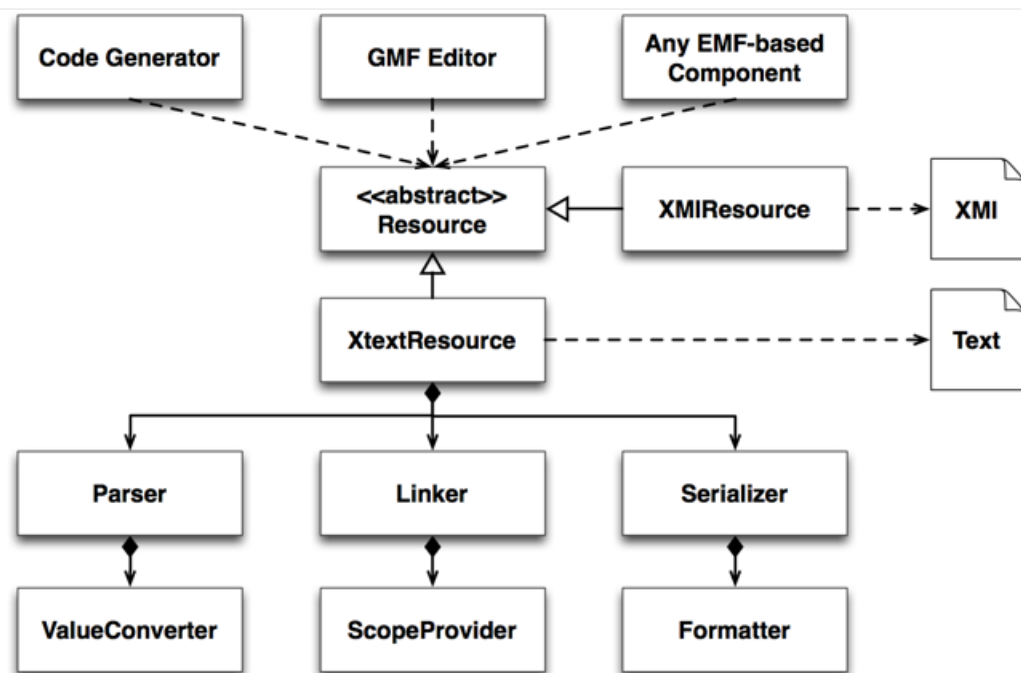 Code Generator
GMF Editor
Any EMF-based
Component
<<abstract>>
Resource
XMIResource
XMI
XtextResource
Text
Parser
Linker
Serializer
ValueConverter
ScopeProvider
Formatter